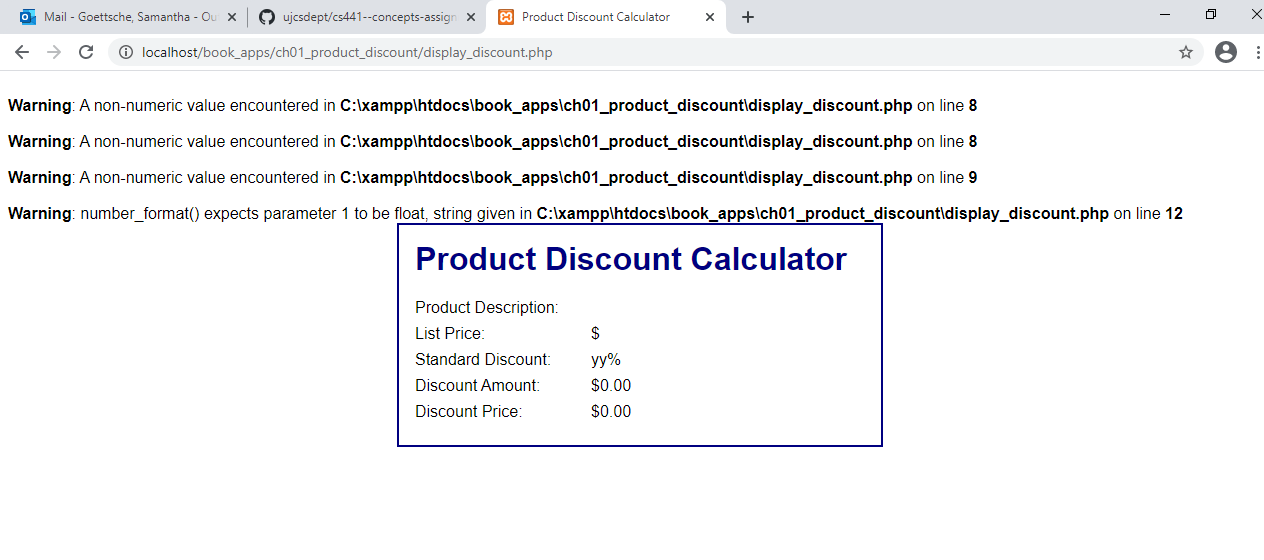 Mail - Goettsche, Samantha - Ou
ujcsdept/cs441--concepts-assign
Product Discount Calculator
localhost/book_apps/ch01_product_discount/display_discount.php
Warning: A non-numeric value encountered in C:\xampp\htdocs\book_apps\ch01_product_discount\display_discount.php on line 8
Warning: A non-numeric value encountered in C:\xampp\htdocs\book_apps\ch01_product_discount\display_discount.php on line 8
Warning: A non-numeric value encountered in C:\xampp\htdocs\book_apps\ch01_product_discount\display_discount.php on line 9
Warning: number_format() expects parameter 1 to be float, string given in C:\xampp\htdocs\book_apps\ch01_product_discount\display_discount.php on line 12
Product Discount Calculator
Product Description:
List Price: $
Standard Discount: yy%
Discount Amount: $0.00
Discount Price: $0.00